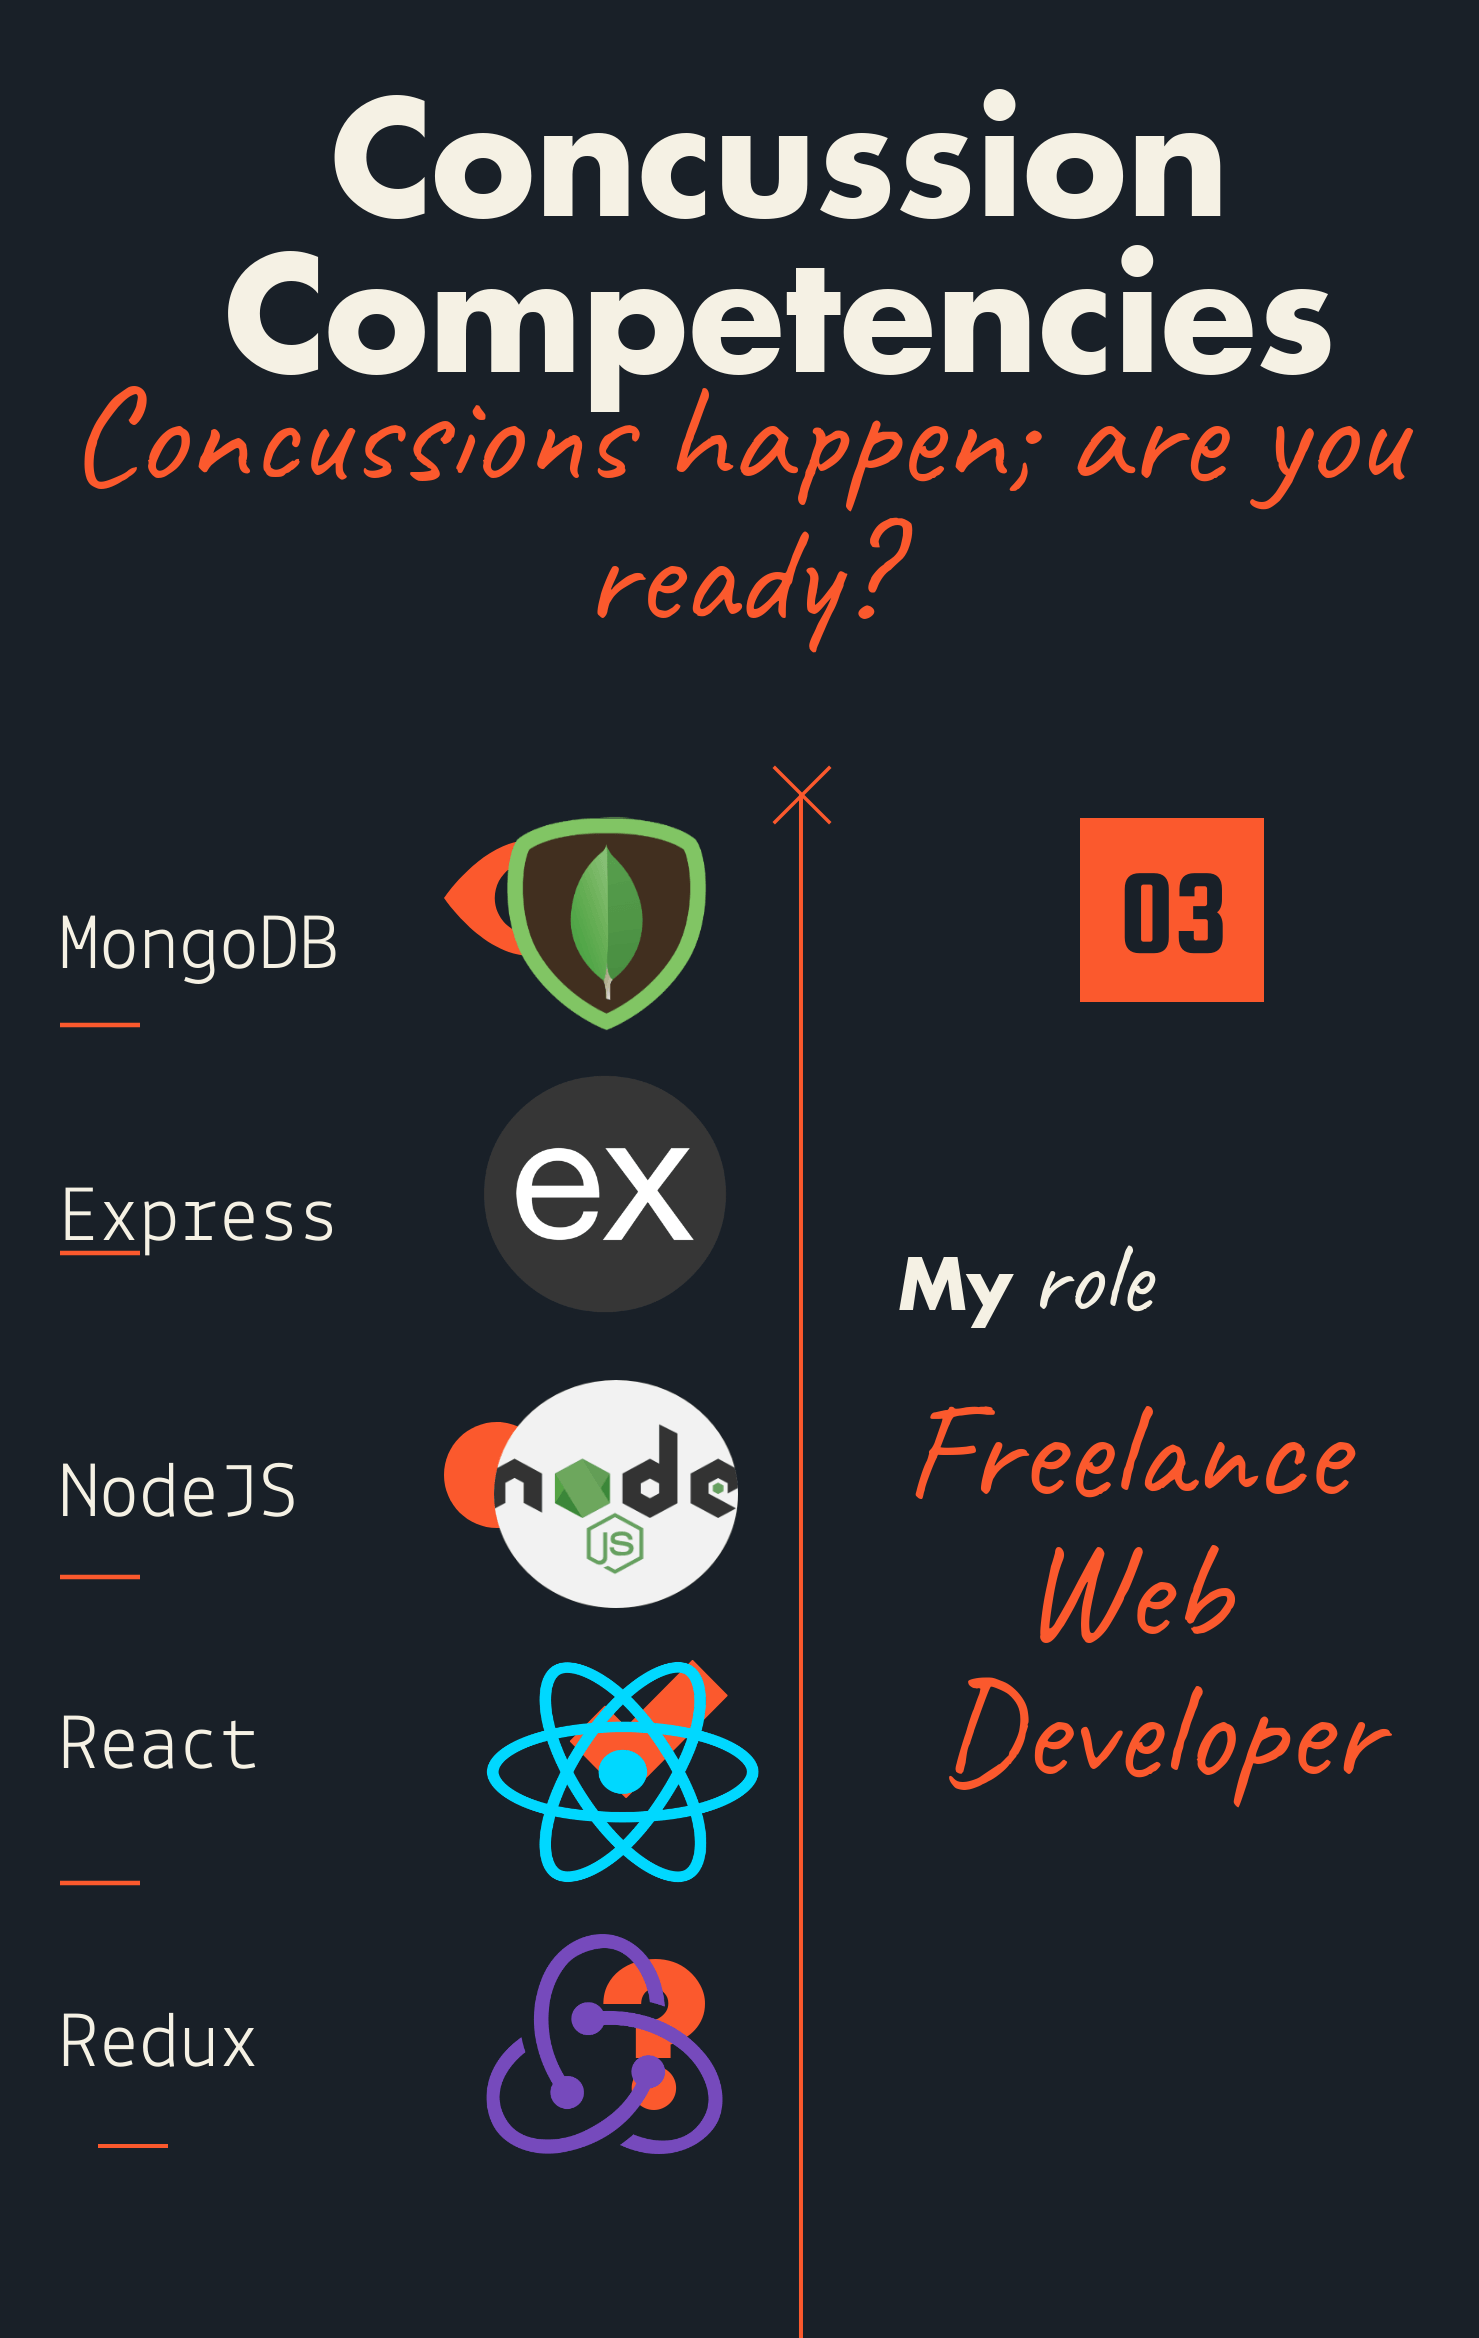 Concussion
Competencies
Concussions happen; are you
ready?
MongoDB
Express
ex
NodeJS
node
JS
React
Redux
03
My role
Freelance
Web
Developer